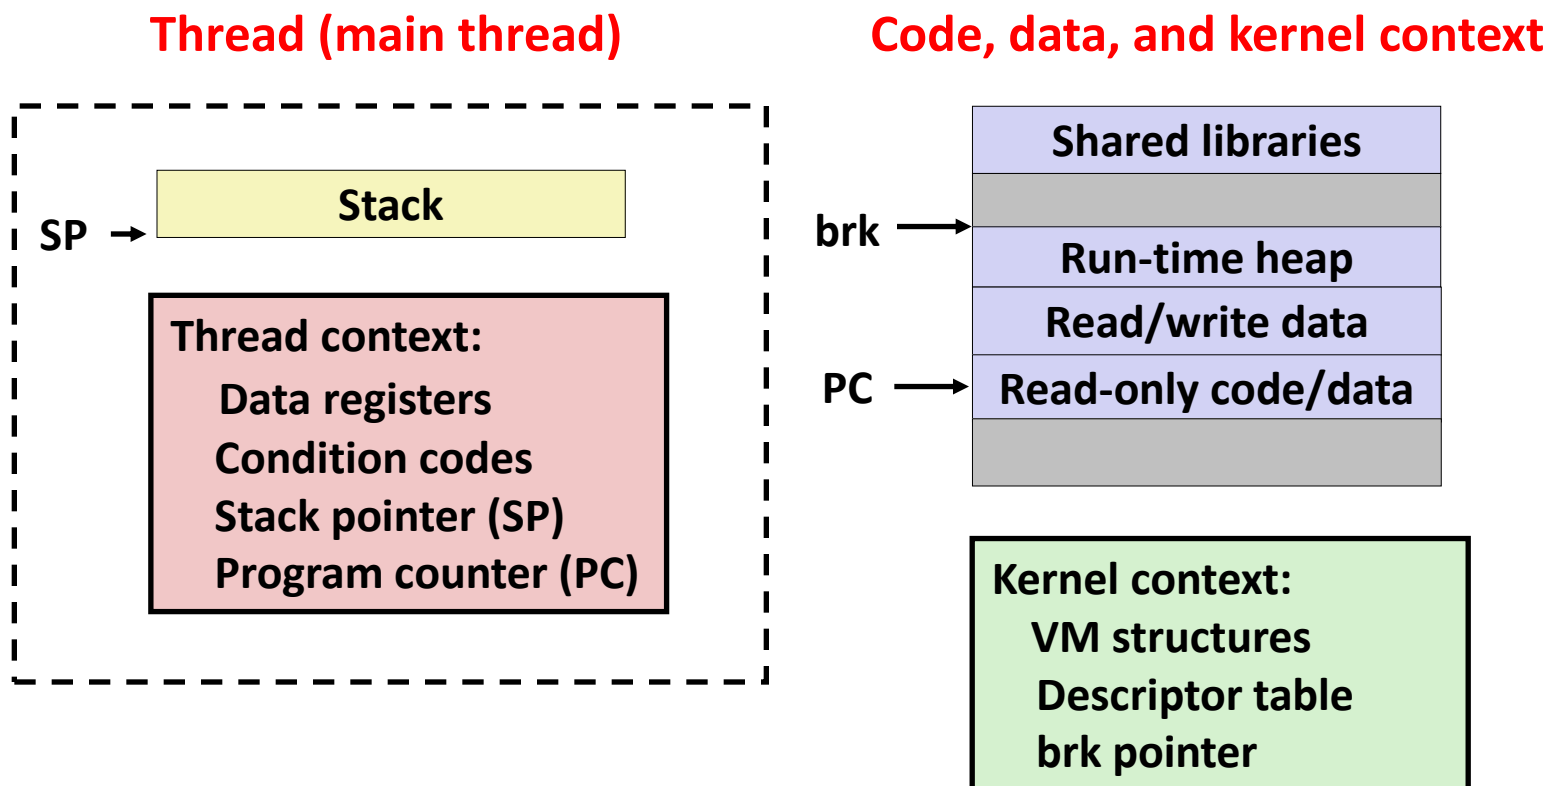 Thread (main thread)
Stack
SP
Thread context:
Data registers
Condition codes
Stack pointer (SP)
Program counter (PC)
Code, data, and kernel context
Shared libraries
brk
Run-time heap
Read/write data
PC
Read-only code/data
Kernel context:
VM structures
Descriptor table
brk pointer